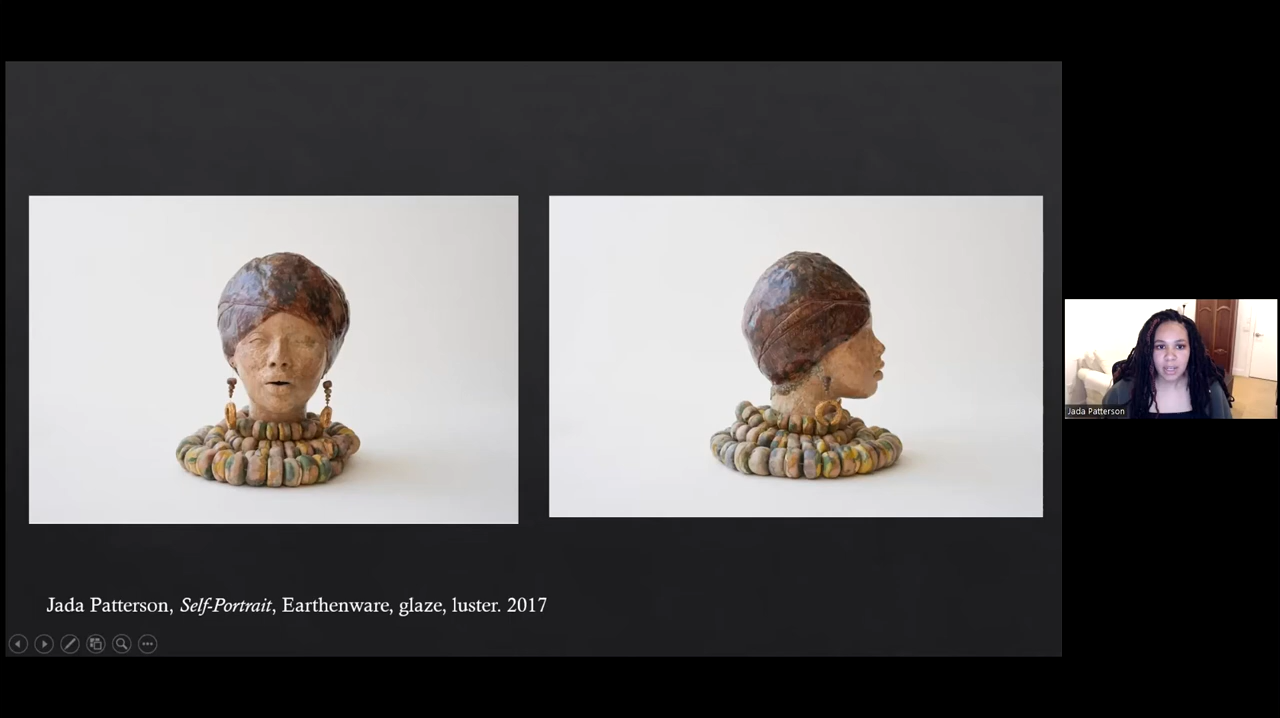 Jada Patterson, Self-Portrait, Earthenware, glaze, luster. 2017
Jada Patterson